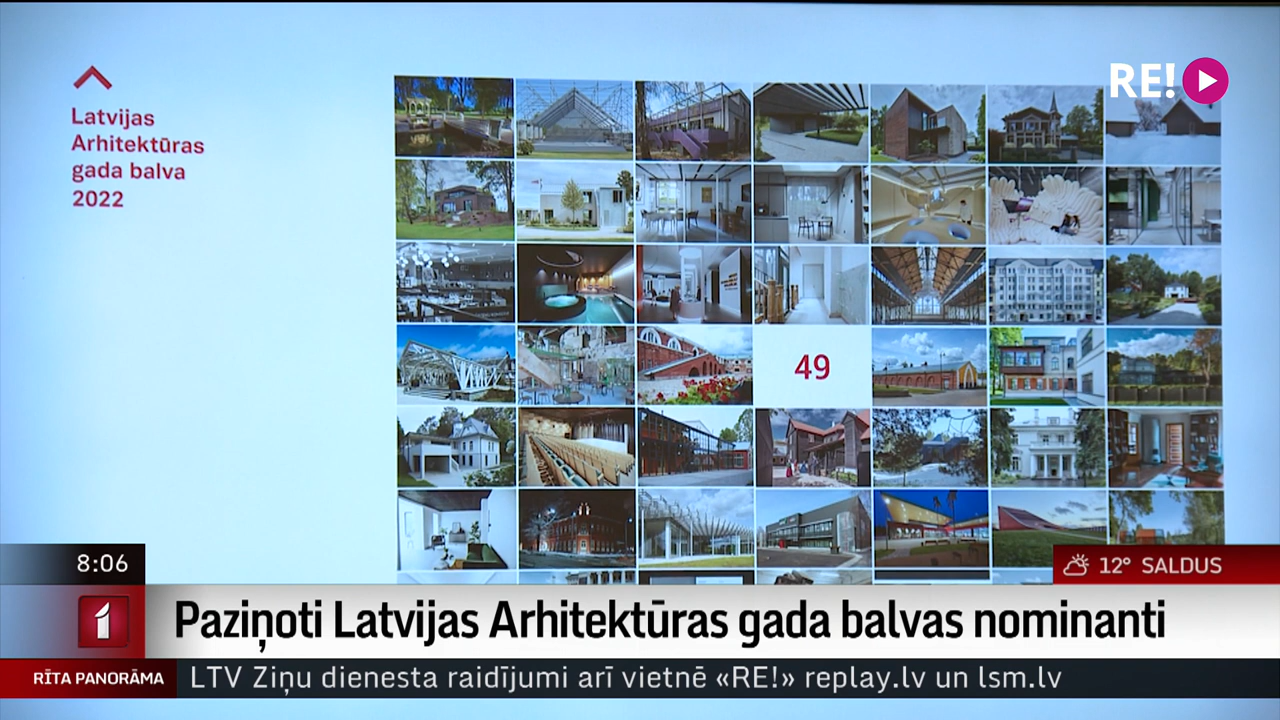 Latvijas
Arhitektūras
gada balva
2022
RE!
49
8:06
12° SALDUS
1
Paziņoti Latvijas Arhitektūras gada balvas nominanti
RĪTA PANORĀMA
LTV Ziņu dienesta raidījumi arī vietnē «RE!» replay.lv un lsm.lv